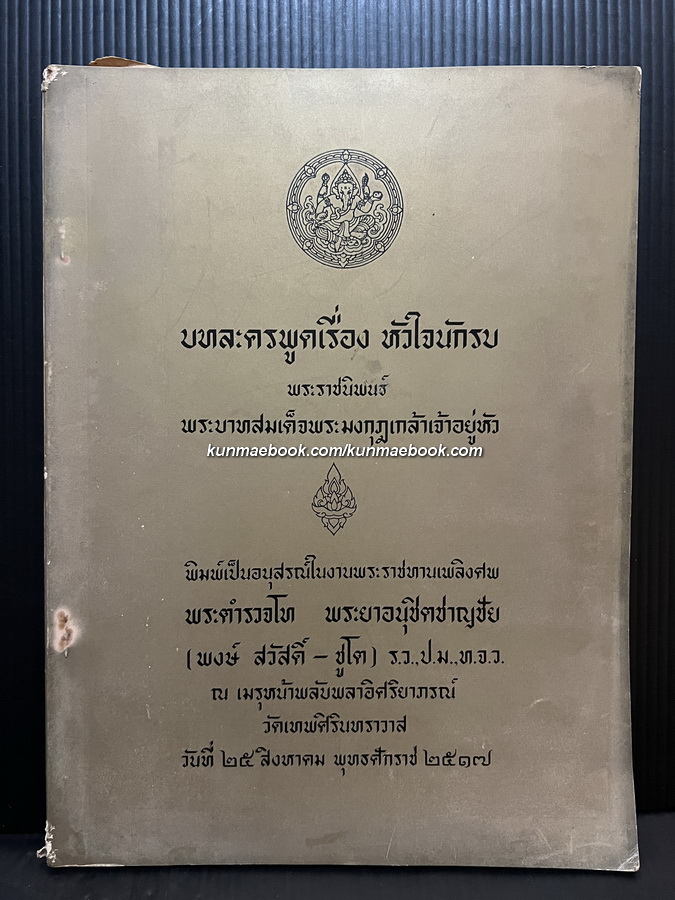 บทละครพูดเรื่อง หัวใจนักรบ
พระราชนิพนธ์
พระบาทสมเด็จพระมงกุฎเกล้าเจ้าอยู่หัว
kunmaebook.com/kunmaebook.com
พิมพ์เป็นอนุสรณ์ในงานพระราชทานเพลิงศพ
พระตำรวจโท พระยาอนุชิตชาญชัย
(พงษ์ สวัสดิ์ – ชูโต) ร.ว.,ป.ม.,ท.จ.ว.
ณ เมรุหน้าพลับพลาอิศริยาภรณ์
วัดเทพศิรินทราวาส
วันที่ ๒๕ สิงหาคม พุทธศักราช ๒๕๑๗